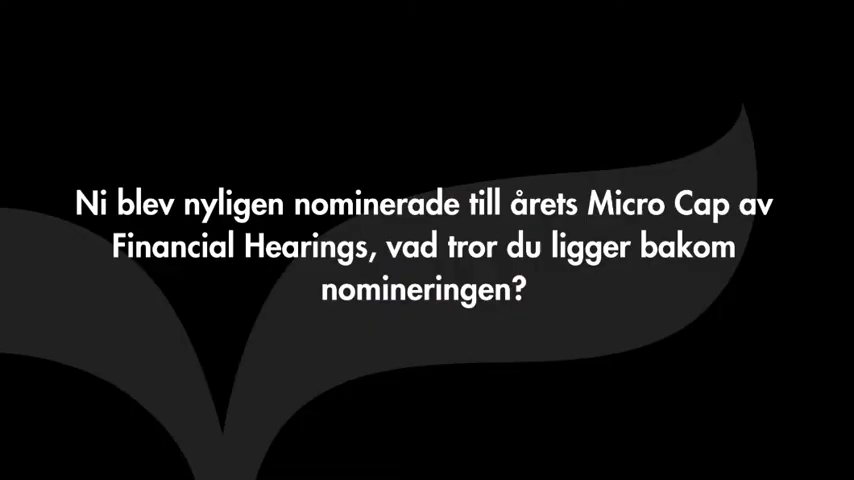 Ni blev nyligen nominerade till årets Micro Cap av
Financial Hearings, vad tror du ligger bakom
nomineringen?